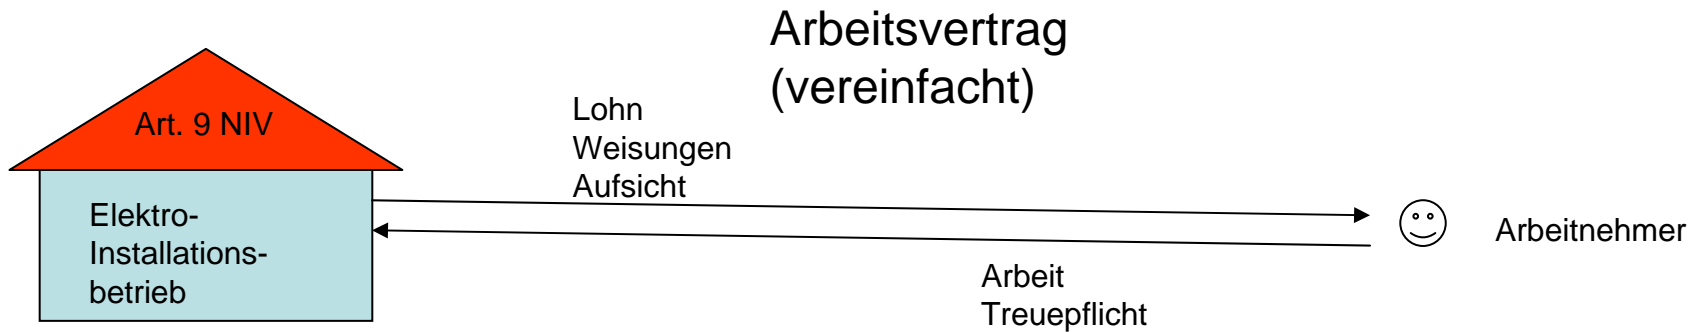 Arbeitsvertrag
(vereinfacht)
Art. 9 NIV
Lohn
Weisungen
Aufsicht
Elektro-
Installations-
betrieb
Arbeitnehmer
Arbeit
Treuepflicht